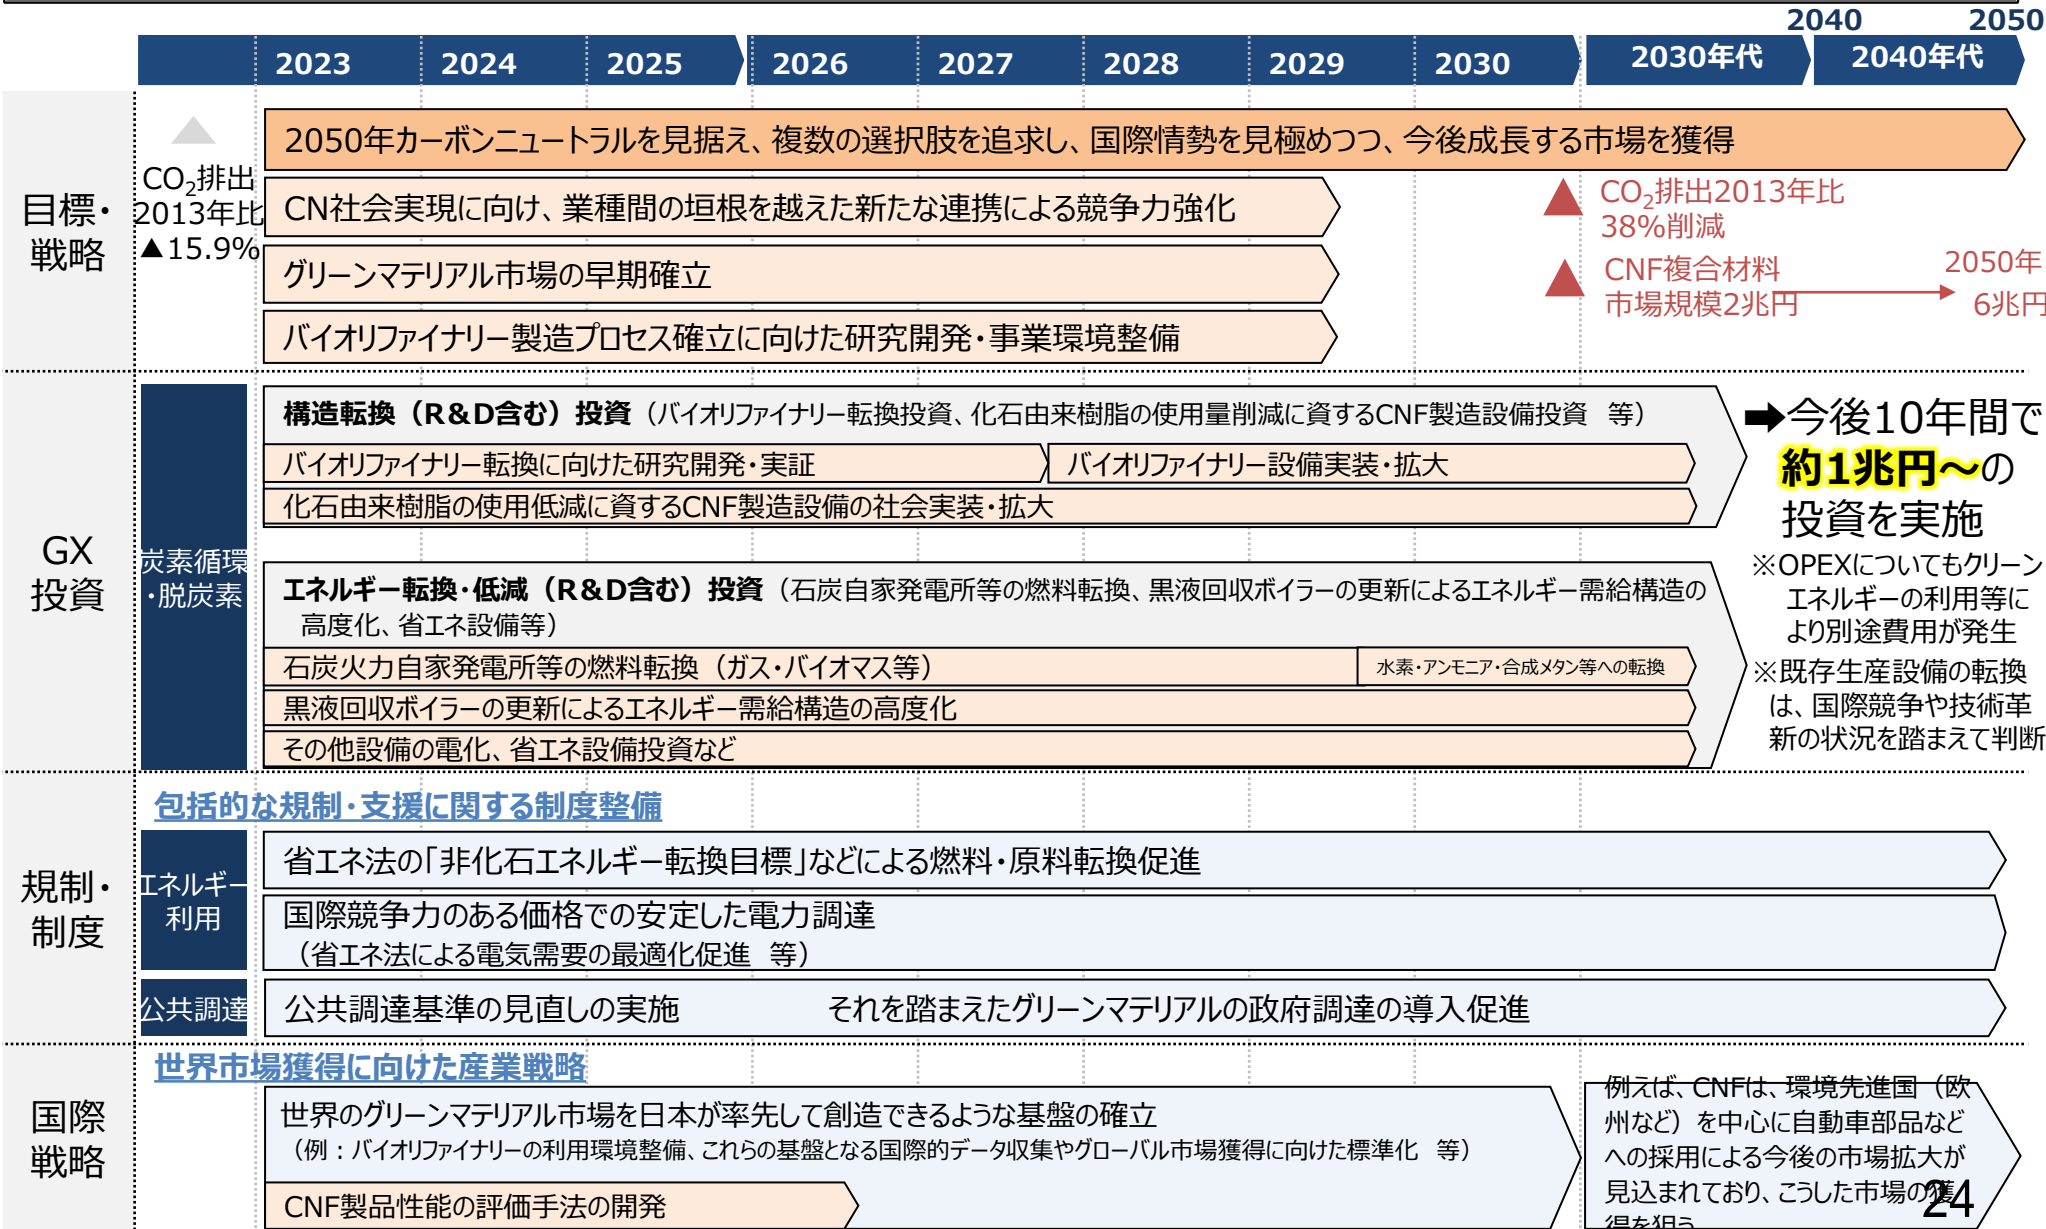 2040 2050
2023 2024 2025 2026 2027 2028 2029 2030 2030年代 2040年代
目標・
戦略
CO₂排出
2013年比
▲15.9%
2050年カーボンニュートラルを見据え、複数の選択肢を追求し、国際情勢を見極めつつ、今後成長する市場を獲得
CN社会実現に向け、業種間の垣根を越えた新たな連携による競争力強化
グリーンマテリアル市場の早期確立
バイオリファイナリー製造プロセス確立に向けた研究開発・事業環境整備
CO₂排出2013年比
38%削減
CNF複合材料
市場規模2兆円
2050年
6兆円
GX
投資
炭素循環
・脱炭素
構造転換（R&D含む）投資（バイオリファイナリー転換投資、化石由来樹脂の使用量削減に資するCNF製造設備投資　等）
バイオリファイナリー転換に向けた研究開発・実証
バイオリファイナリー設備実装・拡大
化石由来樹脂の使用低減に資するCNF製造設備の社会実装・拡大
エネルギー転換・低減（R&D含む）投資（石炭自家発電所等の燃料転換、黒液回収ボイラーの更新によるエネルギー需給構造の
高度化、省エネ設備等）
石炭火力自家発電所等の燃料転換（ガス・バイオマス等）
水素・アンモニア・合成メタン等への転換
黒液回収ボイラーの更新によるエネルギー需給構造の高度化
その他設備の電化、省エネ設備投資など
➡今後10年間で
約1兆円～の
投資を実施
※OPEXについてもクリーン
エネルギーの利用等に
より別途費用が発生
※既存生産設備の転換
は、国際競争や技術革
新の状況を踏まえて判断
規制・
制度
包括的な規制・支援に関する制度整備
エネルギー
利用
省エネ法の「非化石エネルギー転換目標」などによる燃料・原料転換促進
国際競争力のある価格での安定した電力調達
（省エネ法による電気需要の最適化促進　等）
公共調達
公共調達基準の見直しの実施　　　それを踏まえたグリーンマテリアルの政府調達の導入促進
国際
戦略
世界市場獲得に向けた産業戦略
世界のグリーンマテリアル市場を日本が率先して創造できるような基盤の確立
（例：バイオリファイナリーの利用環境整備、これらの基盤となる国際的データ収集やグローバル市場獲得に向けた標準化　等）
CNF製品性能の評価手法の開発
例えば、CNFは、環境先進国（欧
州など）を中心に自動車部品など
への採用による今後の市場拡大が
見込まれており、こうした市場の獲
得を狙う
24